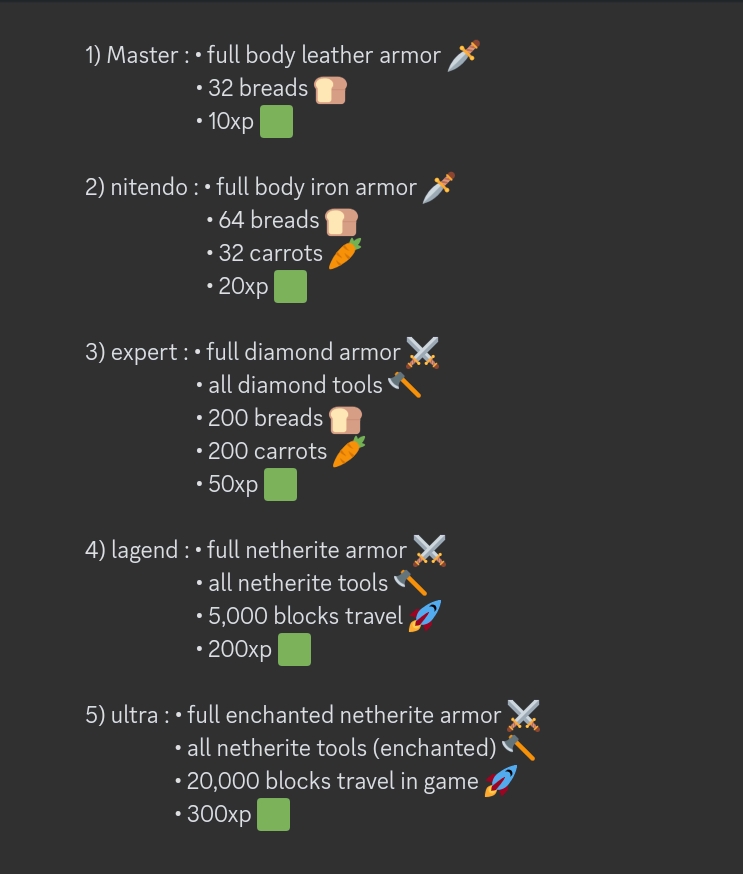 1) Master : • full body leather armor 🗡️
• 32 breads 🍞
• 10xp 🟩
2) nitendo : • full body iron armor 🗡️
• 64 breads 🍞
• 32 carrots 🥕
• 20xp 🟩
3) expert : • full diamond armor ⚔️
• all diamond tools 🪓
• 200 breads 🍞
• 200 carrots 🥕
• 50xp 🟩
4) lagend : • full netherite armor ⚔️
• all netherite tools 🪓
• 5,000 blocks travel 🚀
• 200xp 🟩
5) ultra : • full enchanted netherite armor ⚔️
• all netherite tools (enchanted) 🪓
• 20,000 blocks travel in game 🚀
• 300xp 🟩